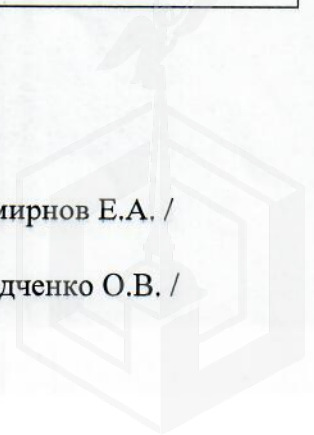 мирнов Е.А. /
дченко О.В. /